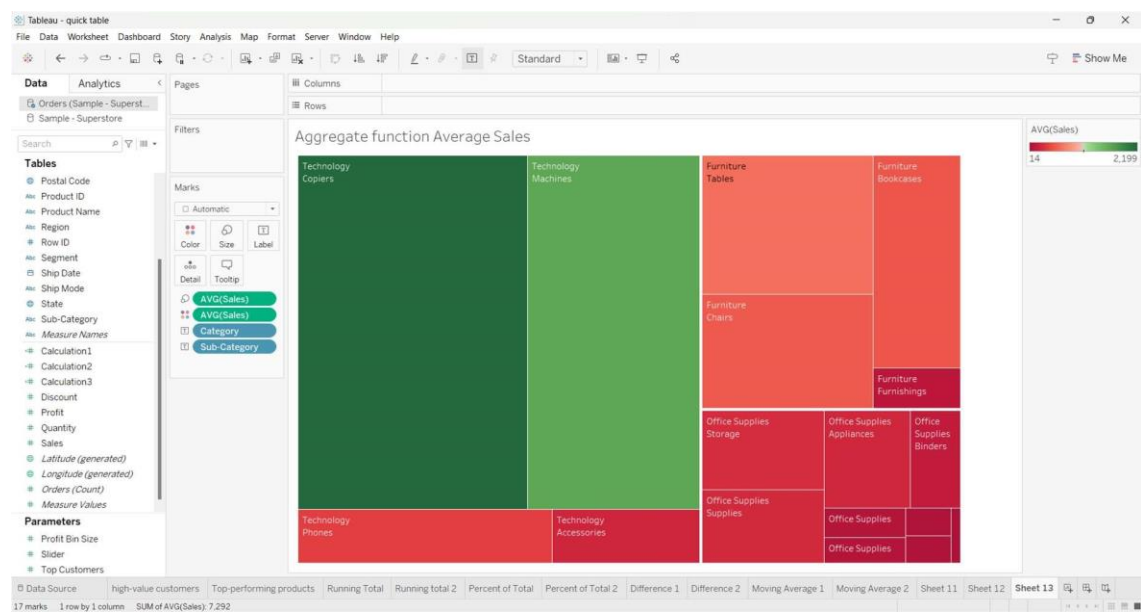 Tableau - quick table
File Data Worksheet Dashboard Story Analysis Map Format Server Window Help
Standard
Show Me
Data Analytics
Orders (Sample - Superst...
Sample - Superstore
Search
Tables
Postal Code
Abc Product ID
Abc Product Name
Abc Region
# Row ID
Abc Segment
Ship Date
Abc Ship Mode
State
Abc Sub-Category
Abc Measure Names
=# Calculation1
=# Calculation2
=# Calculation3
# Discount
# Profit
# Quantity
# Sales
Latitude (generated)
Longitude (generated)
# Orders (Count)
# Measure Values
Parameters
# Profit Bin Size
# Slider
# Top Customers
Pages
Filters
Marks
Automatic
Color Size Label
Detail Tooltip
AVG(Sales)
AVG(Sales)
Category
Sub-Category
Columns
Rows
Aggregate function Average Sales
Technology
Copiers
Technology
Machines
Furniture
Tables
Furniture
Bookcases
Furniture
Chairs
Furniture
Furnishings
Office Supplies
Storage
Office Supplies
Appliances
Office
Supplies
Binders
Office Supplies
Supplies
Office Supplies
Office Supplies
Technology
Phones
Technology
Accessories
AVG(Sales)
14 2,199
Data Source high-value customers Top-performing products Running Total Running total 2 Percent of Total Percent of Total 2 Difference 1 Difference 2 Moving Average 1 Moving Average 2 Sheet 11 Sheet 12 Sheet 13
17 marks 1 row by 1 column SUM of AVG(Sales): 7,292